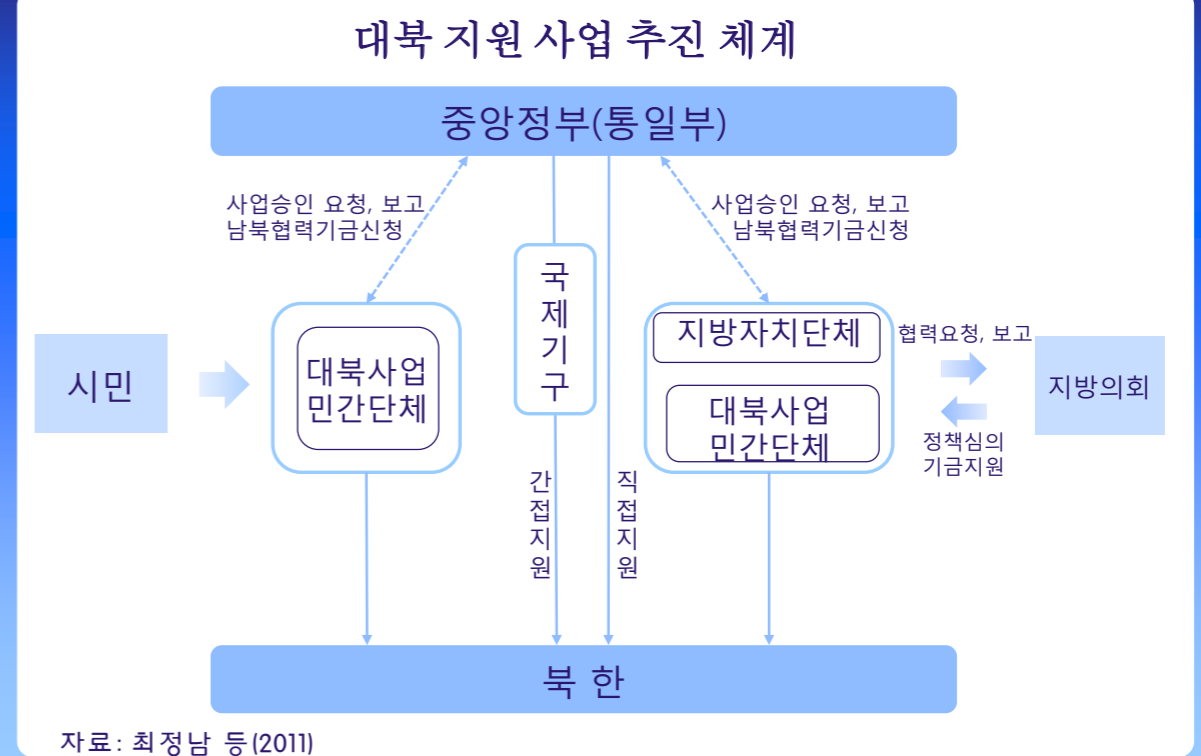 대북 지원 사업 추진 체계
중앙정부(통일부)
사업승인 요청, 보고
남북협력기금신청
사업승인 요청, 보고
남북협력기금신청
국제기구
시민
대북사업
민간단체
지방자치단체
대북사업
민간단체
협력요청, 보고
지방의회
정책심의
기금지원
간접지원
직접지원
북 한
자료: 최정남 등(2011)